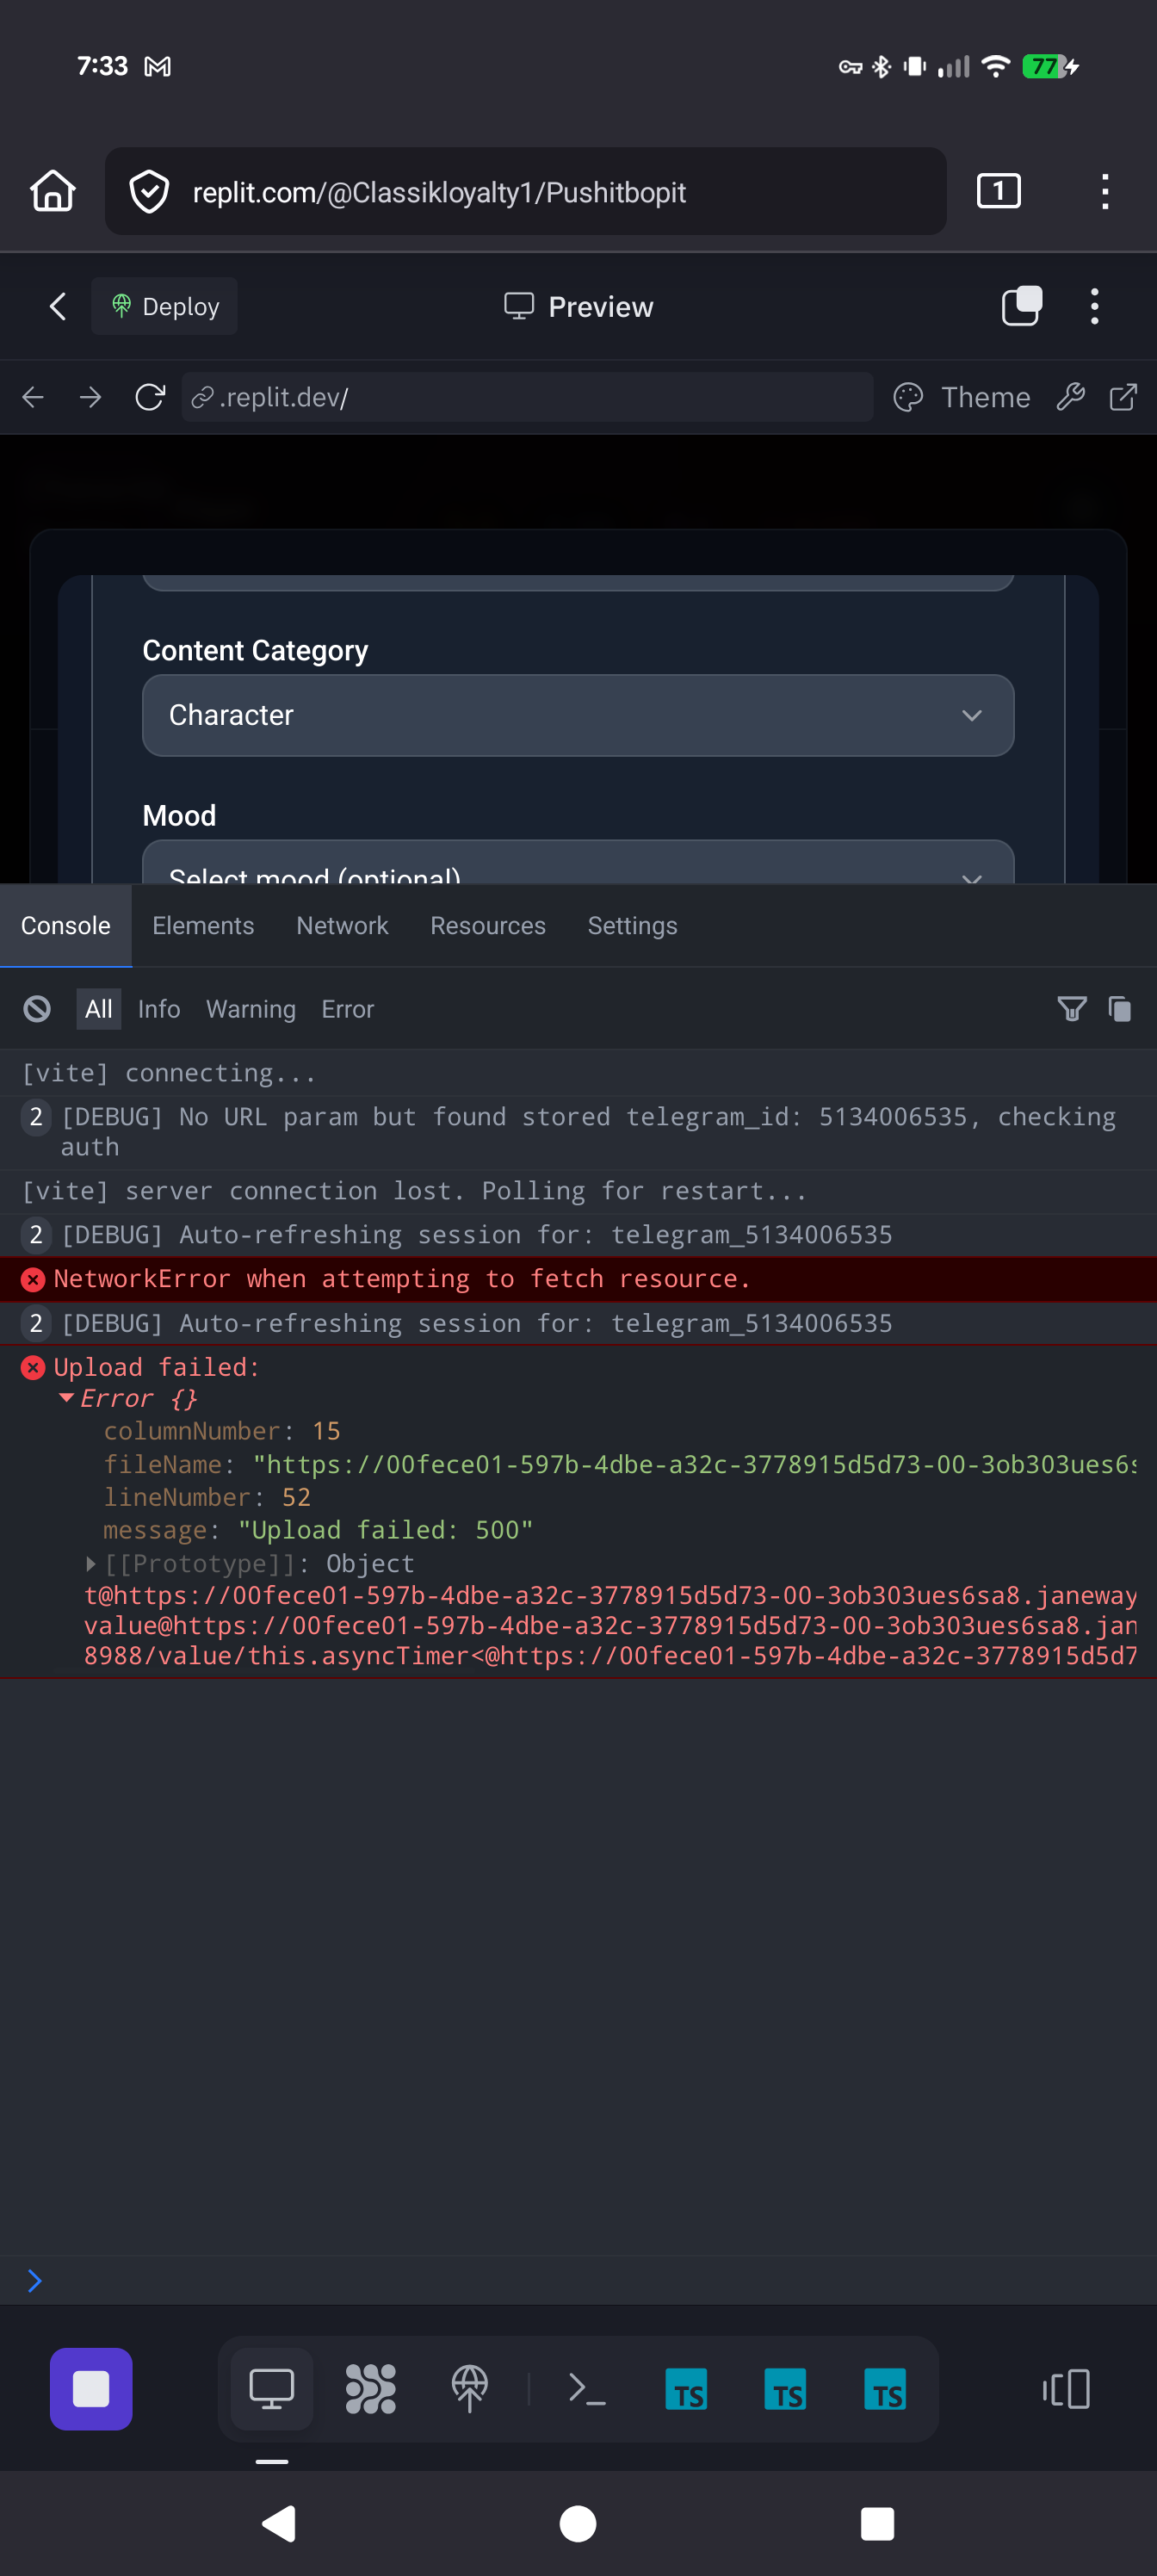 7:33
77
replit.com/@Classikloyalty1/Pushitbopit
1
Deploy
Preview
.replit.dev/
Theme
Content Category
Character
Mood
Select mood (optional)
Console Elements Network Resources Settings
All Info Warning Error
[vite] connecting...
2 [DEBUG] No URL param but found stored telegram_id: 5134006535, checking
auth
[vite] server connection lost. Polling for restart...
2 [DEBUG] Auto-refreshing session for: telegram_5134006535
NetworkError when attempting to fetch resource.
2 [DEBUG] Auto-refreshing session for: telegram_5134006535
Upload failed:
Error {}
columnNumber: 15
fileName: "https://00fece01-597b-4dbe-a32c-3778915d5d73-00-3ob303ues6s
lineNumber: 52
message: "Upload failed: 500"
[[Prototype]]: Object
t@https://00fece01-597b-4dbe-a32c-3778915d5d73-00-3ob303ues6sa8.janeway
value@https://00fece01-597b-4dbe-a32c-3778915d5d73-00-3ob303ues6sa8.jan
8988/value/this.asyncTimer<@https://00fece01-597b-4dbe-a32c-3778915d5d7
TS TS TS